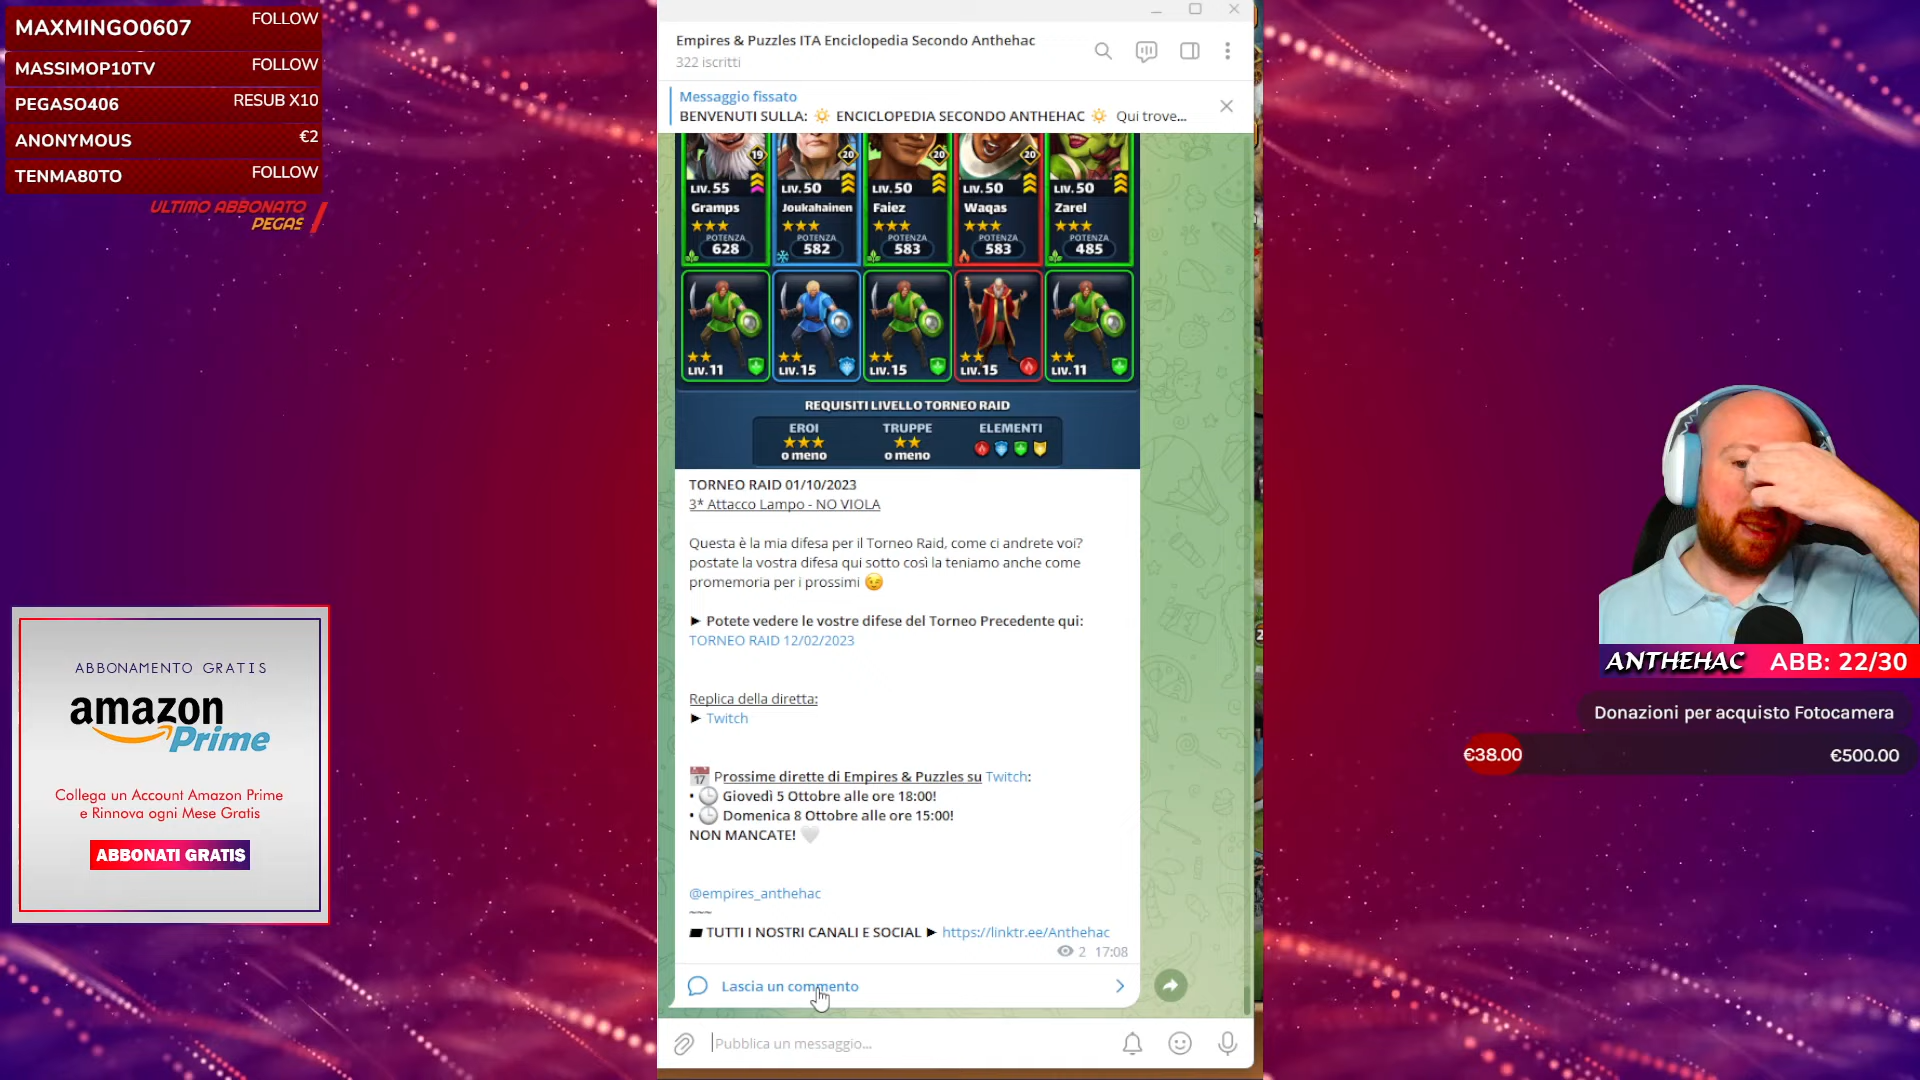 MAXMINGO0607 FOLLOW
MASSIMOP10TV FOLLOW
PEGASO406 RESUB X10
ANONYMOUS €2
TENMA80TO FOLLOW
ULTIMO ABBONATO
PEGAS
ABBONAMENTO GRATIS
amazon
Prime
Collega un Account Amazon Prime
e Rinnova ogni Mese Gratis
ABBONATI GRATIS
Empires & Puzzles ITA Enciclopedia Secondo Anthehac
322 iscritti
Messaggio fissato
BENVENUTI SULLA: ☀️ ENCICLOPEDIA SECONDO ANTHEHAC ☀️ Qui trove...
19 20 20 20
LIV.55 LIV.50 LIV.50 LIV.50 LIV.50
Gramps Joukahainen Faiez Waqas Zarel
POTENZA POTENZA POTENZA POTENZA POTENZA
628 582 583 583 485
LIV.11 LIV.15 LIV.15 LIV.15 LIV.11
REQUISITI LIVELLO TORNEO RAID
EROI TRUPPE ELEMENTI
o meno o meno
TORNEO RAID 01/10/2023
3* Attacco Lampo - NO VIOLA
Questa è la mia difesa per il Torneo Raid, come ci andrete voi?
postate la vostra difesa qui sotto così la teniamo anche come
promemoria per i prossimi 😉
► Potete vedere le vostre difese del Torneo Precedente qui:
TORNEO RAID 12/02/2023
Replica della diretta:
► Twitch
17 Prossime dirette di Empires & Puzzles su Twitch:
• 🕒 Giovedì 5 Ottobre alle ore 18:00!
• 🕒 Domenica 8 Ottobre alle ore 15:00!
NON MANCATE! 🤍
@empires_anthehac
~~~
TUTTI I NOSTRI CANALI E SOCIAL ► https://linktr.ee/Anthehac
2 17:08
Lascia un commento
Pubblica un messaggio...
ANTHEHAC ABB: 22/30
Donazioni per acquisto Fotocamera
€38.00 €500.00